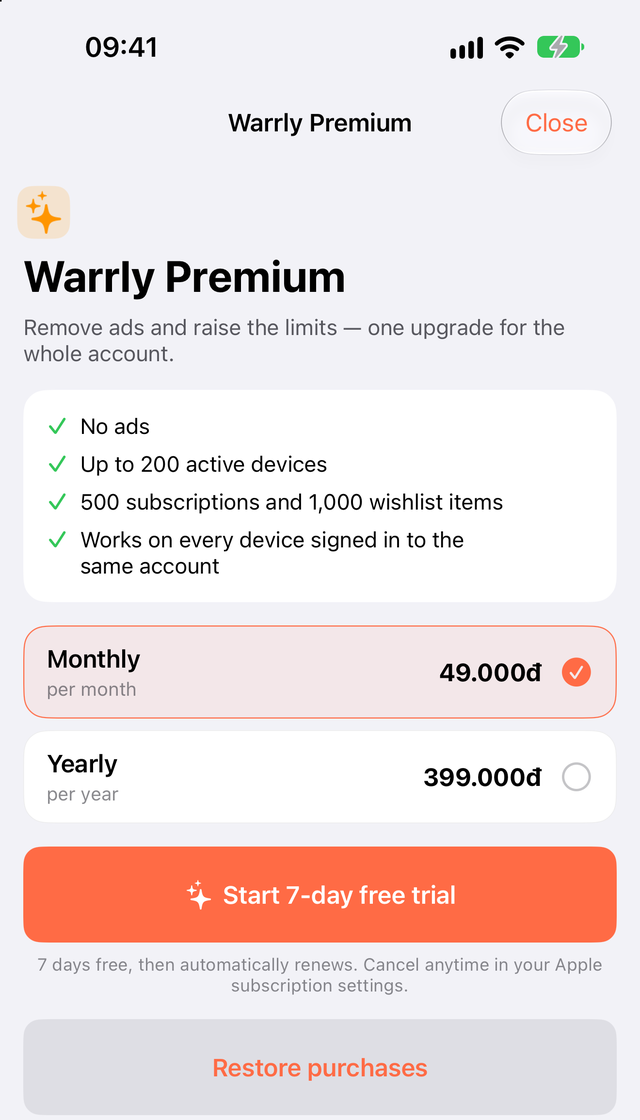 09:41
Warrly Premium
Close
Warrly Premium
Remove ads and raise the limits — one upgrade for the
whole account.
No ads
Up to 200 active devices
500 subscriptions and 1,000 wishlist items
Works on every device signed in to the
same account
Monthly
per month
49.000đ
Yearly
per year
399.000đ
Start 7-day free trial
7 days free, then automatically renews. Cancel anytime in your Apple
subscription settings.
Restore purchases